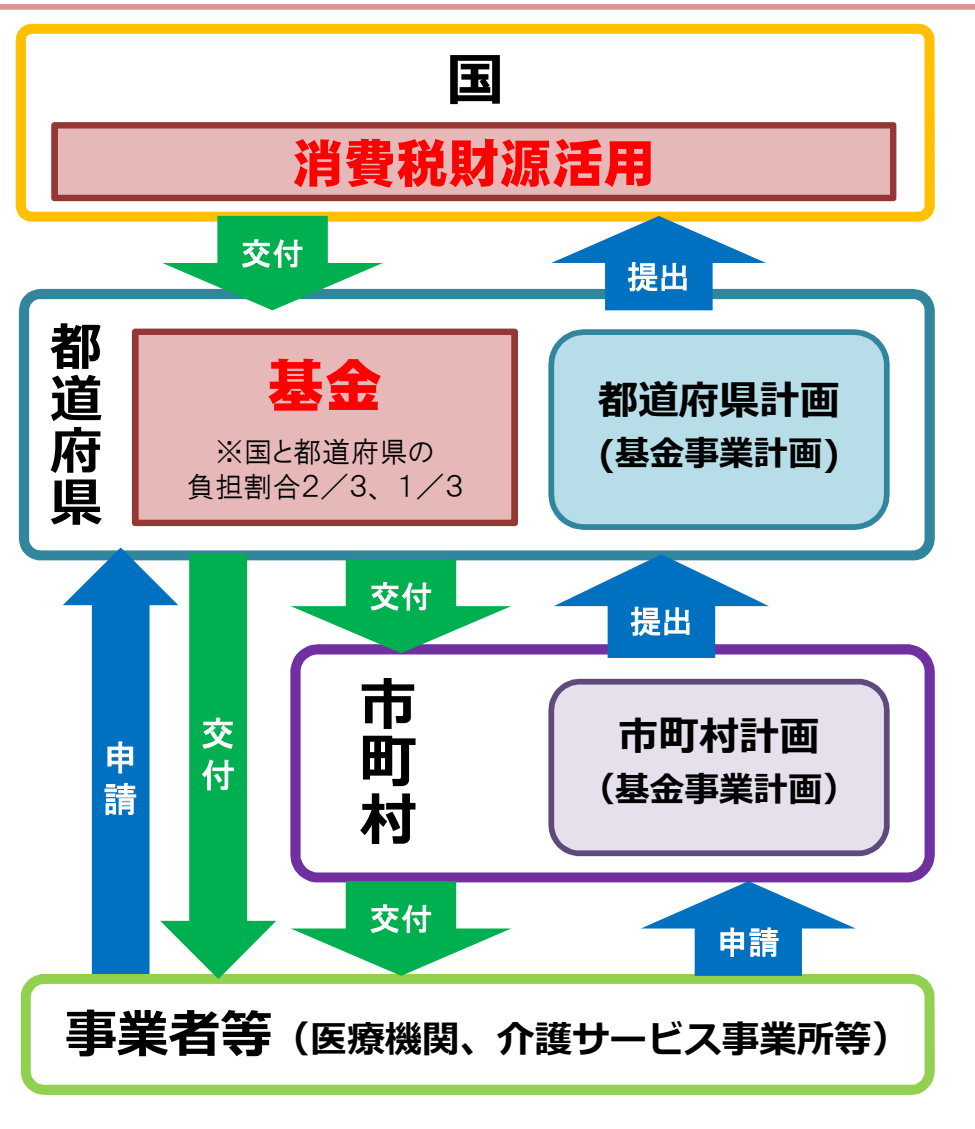 国
消費税財源活用
交付
提出
都道府県
基金
※国と都道府県の
負担割合2／3、1／3
都道府県計画
(基金事業計画)
交付
提出
申請
交付
市町村
市町村計画
（基金事業計画）
交付
申請
事業者等（医療機関、介護サービス事業所等）